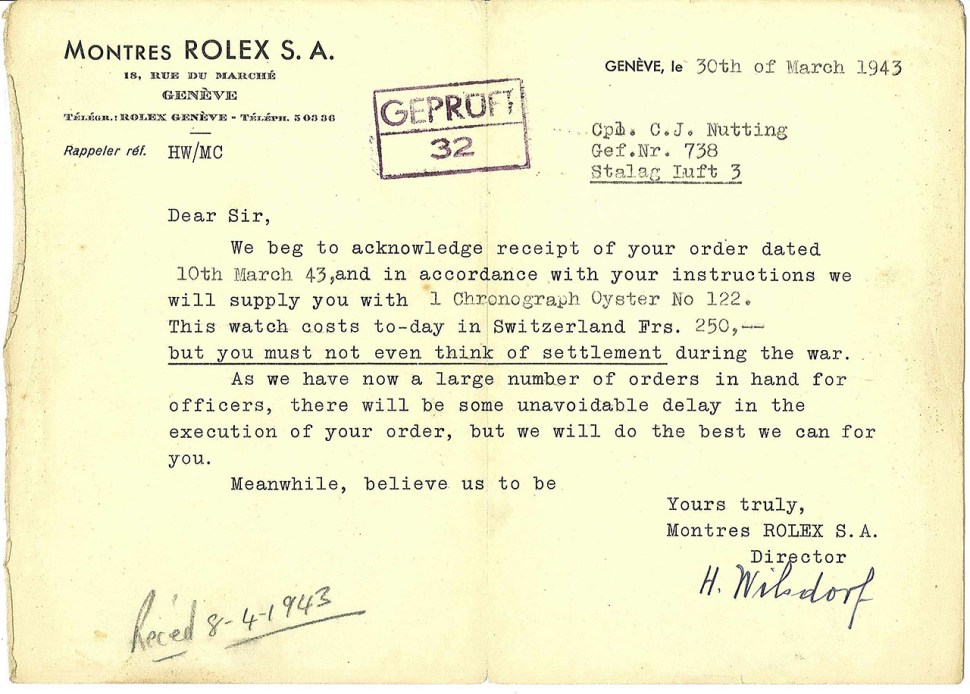 MONTRES ROLEX S. A.
18, RUE DU MARCHÉ
GENÈVE
TÉLÉGR.: ROLEX GENÈVE - TÉLÉPH. 5 03 36
Rappeler réf. HW/MC
GEPRÜFT
32
GENÈVE, le 30th of March 1943
Cpl. C.J. Nutting
Gef.Nr. 738
Stalag Luft 3
Dear Sir,
We beg to acknowledge receipt of your order dated
10th March 43,and in accordance with your instructions we
will supply you with 1 Chronograph Oyster No 122.
This watch costs to-day in Switzerland Frs. 250,--
but you must not even think of settlement during the war.
As we have now a large number of orders in hand for
officers, there will be some unavoidable delay in the
execution of your order, but we will do the best we can for
you.
Meanwhile, believe us to be
Yours truly,
Montres ROLEX S.A.
Director
H. Wilsdorf
Reced 8-4-1943